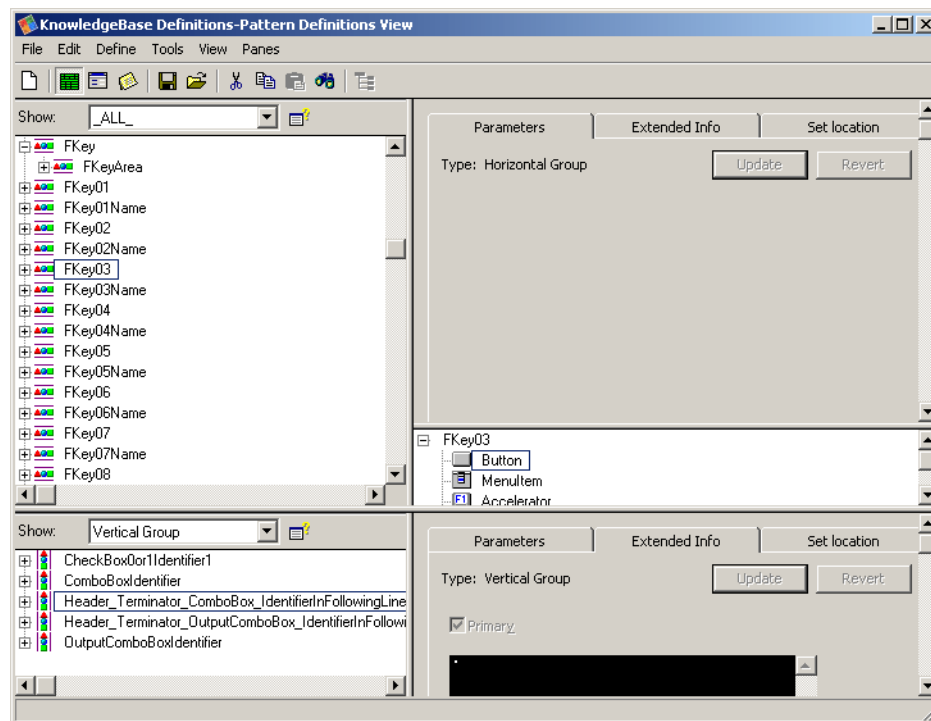 KnowledgeBase Definitions-Pattern Definitions View
File Edit Define Tools View Panes
Show: _ALL_
FKey
FKeyArea
FKey01
FKey01Name
FKey02
FKey02Name
FKey03
FKey03Name
FKey04
FKey04Name
FKey05
FKey05Name
FKey06
FKey06Name
FKey07
FKey07Name
FKey08
Parameters Extended Info Set location
Type: Horizontal Group Update Revert
FKey03
Button
MenuItem
F1 Accelerator
Show: Vertical Group
CheckBox0or1Identifier1
ComboBoxIdentifier
Header_Terminator_ComboBox_IdentifierInFollowingLine
Header_Terminator_OutputComboBox_IdentifierInFollowi
OutputComboBoxIdentifier
Parameters Extended Info Set location
Type: Vertical Group Update Revert
Primary